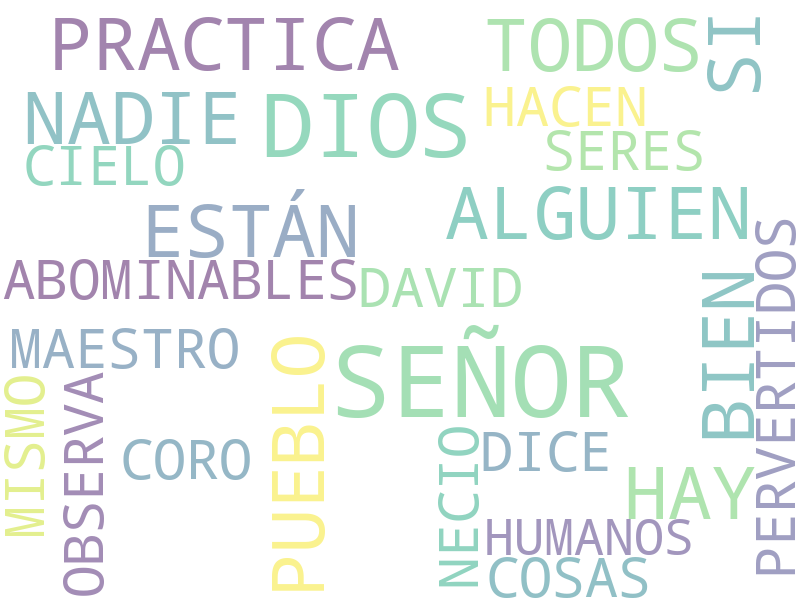 PRACTICA
TODOS
SI
NADIE
DIOS
HACEN
CIELO
SERES
ESTÁN
ALGUIEN
ABOMINABLES
DAVID
PERVERTIDOS
BIEN
MAESTRO
SEÑOR
PUEBLO
MISMO
OBSERVA
CORO
NECIO
DICE
HAY
HUMANOS
COSAS